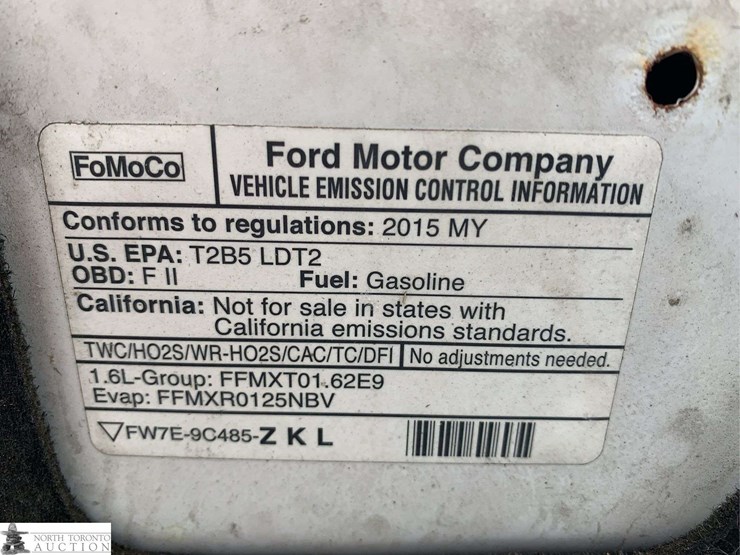 FoMoCo
Ford Motor Company
VEHICLE EMISSION CONTROL INFORMATION
Conforms to regulations: 2015 MY
U.S. EPA: T2B5 LDT2
OBD: F II Fuel: Gasoline
California: Not for sale in states with
California emissions standards.
TWC/HO2S/WR-HO2S/CAC/TC/DFI No adjustments needed.
1.6L-Group: FFMXT01.62E9
Evap: FFMXR0125NBV
▽FW7E-9C485-Z K L
NORTH TORONTO
AUCTION